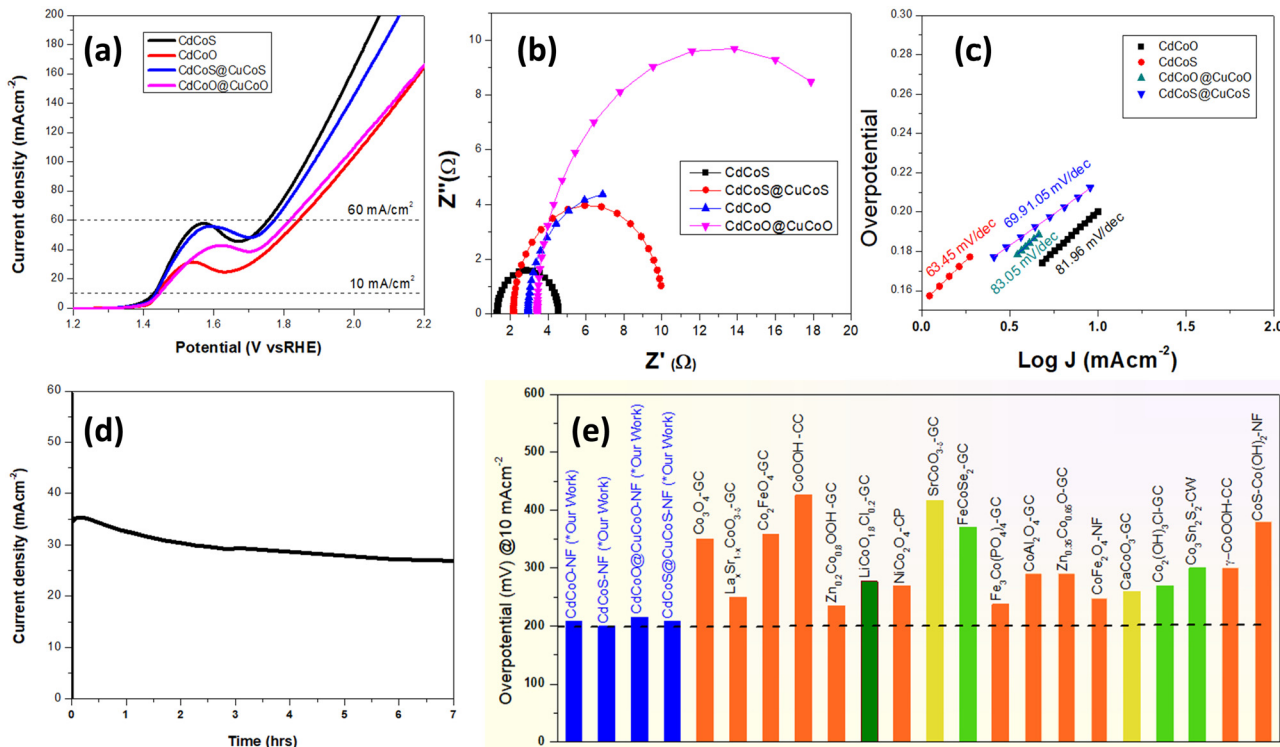 (a)
CdCoS
CdCoO
CdCoS@CuCoS
CdCoO@CuCoO
60 mA/cm²
10 mA/cm²
200
180
160
140
120
100
80
60
40
20
0
1.2
1.4
1.6
1.8
2.0
2.2
Current density (mAcm⁻²)
Potential (V vsRHE)
(b)
CdCoS
CdCoS@CuCoS
CdCoO
CdCoO@CuCoO
10
8
6
4
2
0
2
4
6
8
10
12
14
16
18
20
Z''(Ω)
Z' (Ω)
(c)
CdCoO
CdCoS
CdCoO@CuCoO
CdCoS@CuCoS
63.45 mV/dec
69.91.05 mV/dec
83.05 mV/dec
81.96 mV/dec
0.30
0.28
0.26
0.24
0.22
0.20
0.18
0.16
0.0
0.5
1.0
1.5
2.0
Overpotential
Log J (mAcm⁻²)
(d)
60
50
40
30
20
10
0
0
1
2
3
4
5
6
7
Current density (mAcm⁻²)
Time (hrs)
(e)
600
500
400
300
200
100
0
Overpotential (mV) @10 mAcm⁻²
CdCoO-NF (*Our Work)
CdCoS-NF (*Our Work)
CdCoO@CuCoO-NF (*Our Work)
CdCoS@CuCoS-NF (*Our Work)
Co₃O₄-GC
LaₓSr₁₋ₓCoO₃₋δ-GC
Co₂FeO₄-GC
CoOOH-CC
Zn₀.₂Co₀.₈OOH-GC
LiCoO₁.₈Cl₀.₂-GC
NiCo₂O₄-CP
SrCoO₃₋δ-GC
FeCoSe₂-GC
Fe₃Co(PO₄)₄-GC
CoAl₂O₄-GC
Zn₀.₃₅Co₀.₆₅O-GC
CoFe₂O₄-NF
CaCoO₃-GC
Co₂(OH)₃Cl-GC
Co₃Sn₂S₂-CW
γ-CoOOH-CC
CoS-Co(OH)₂-NF